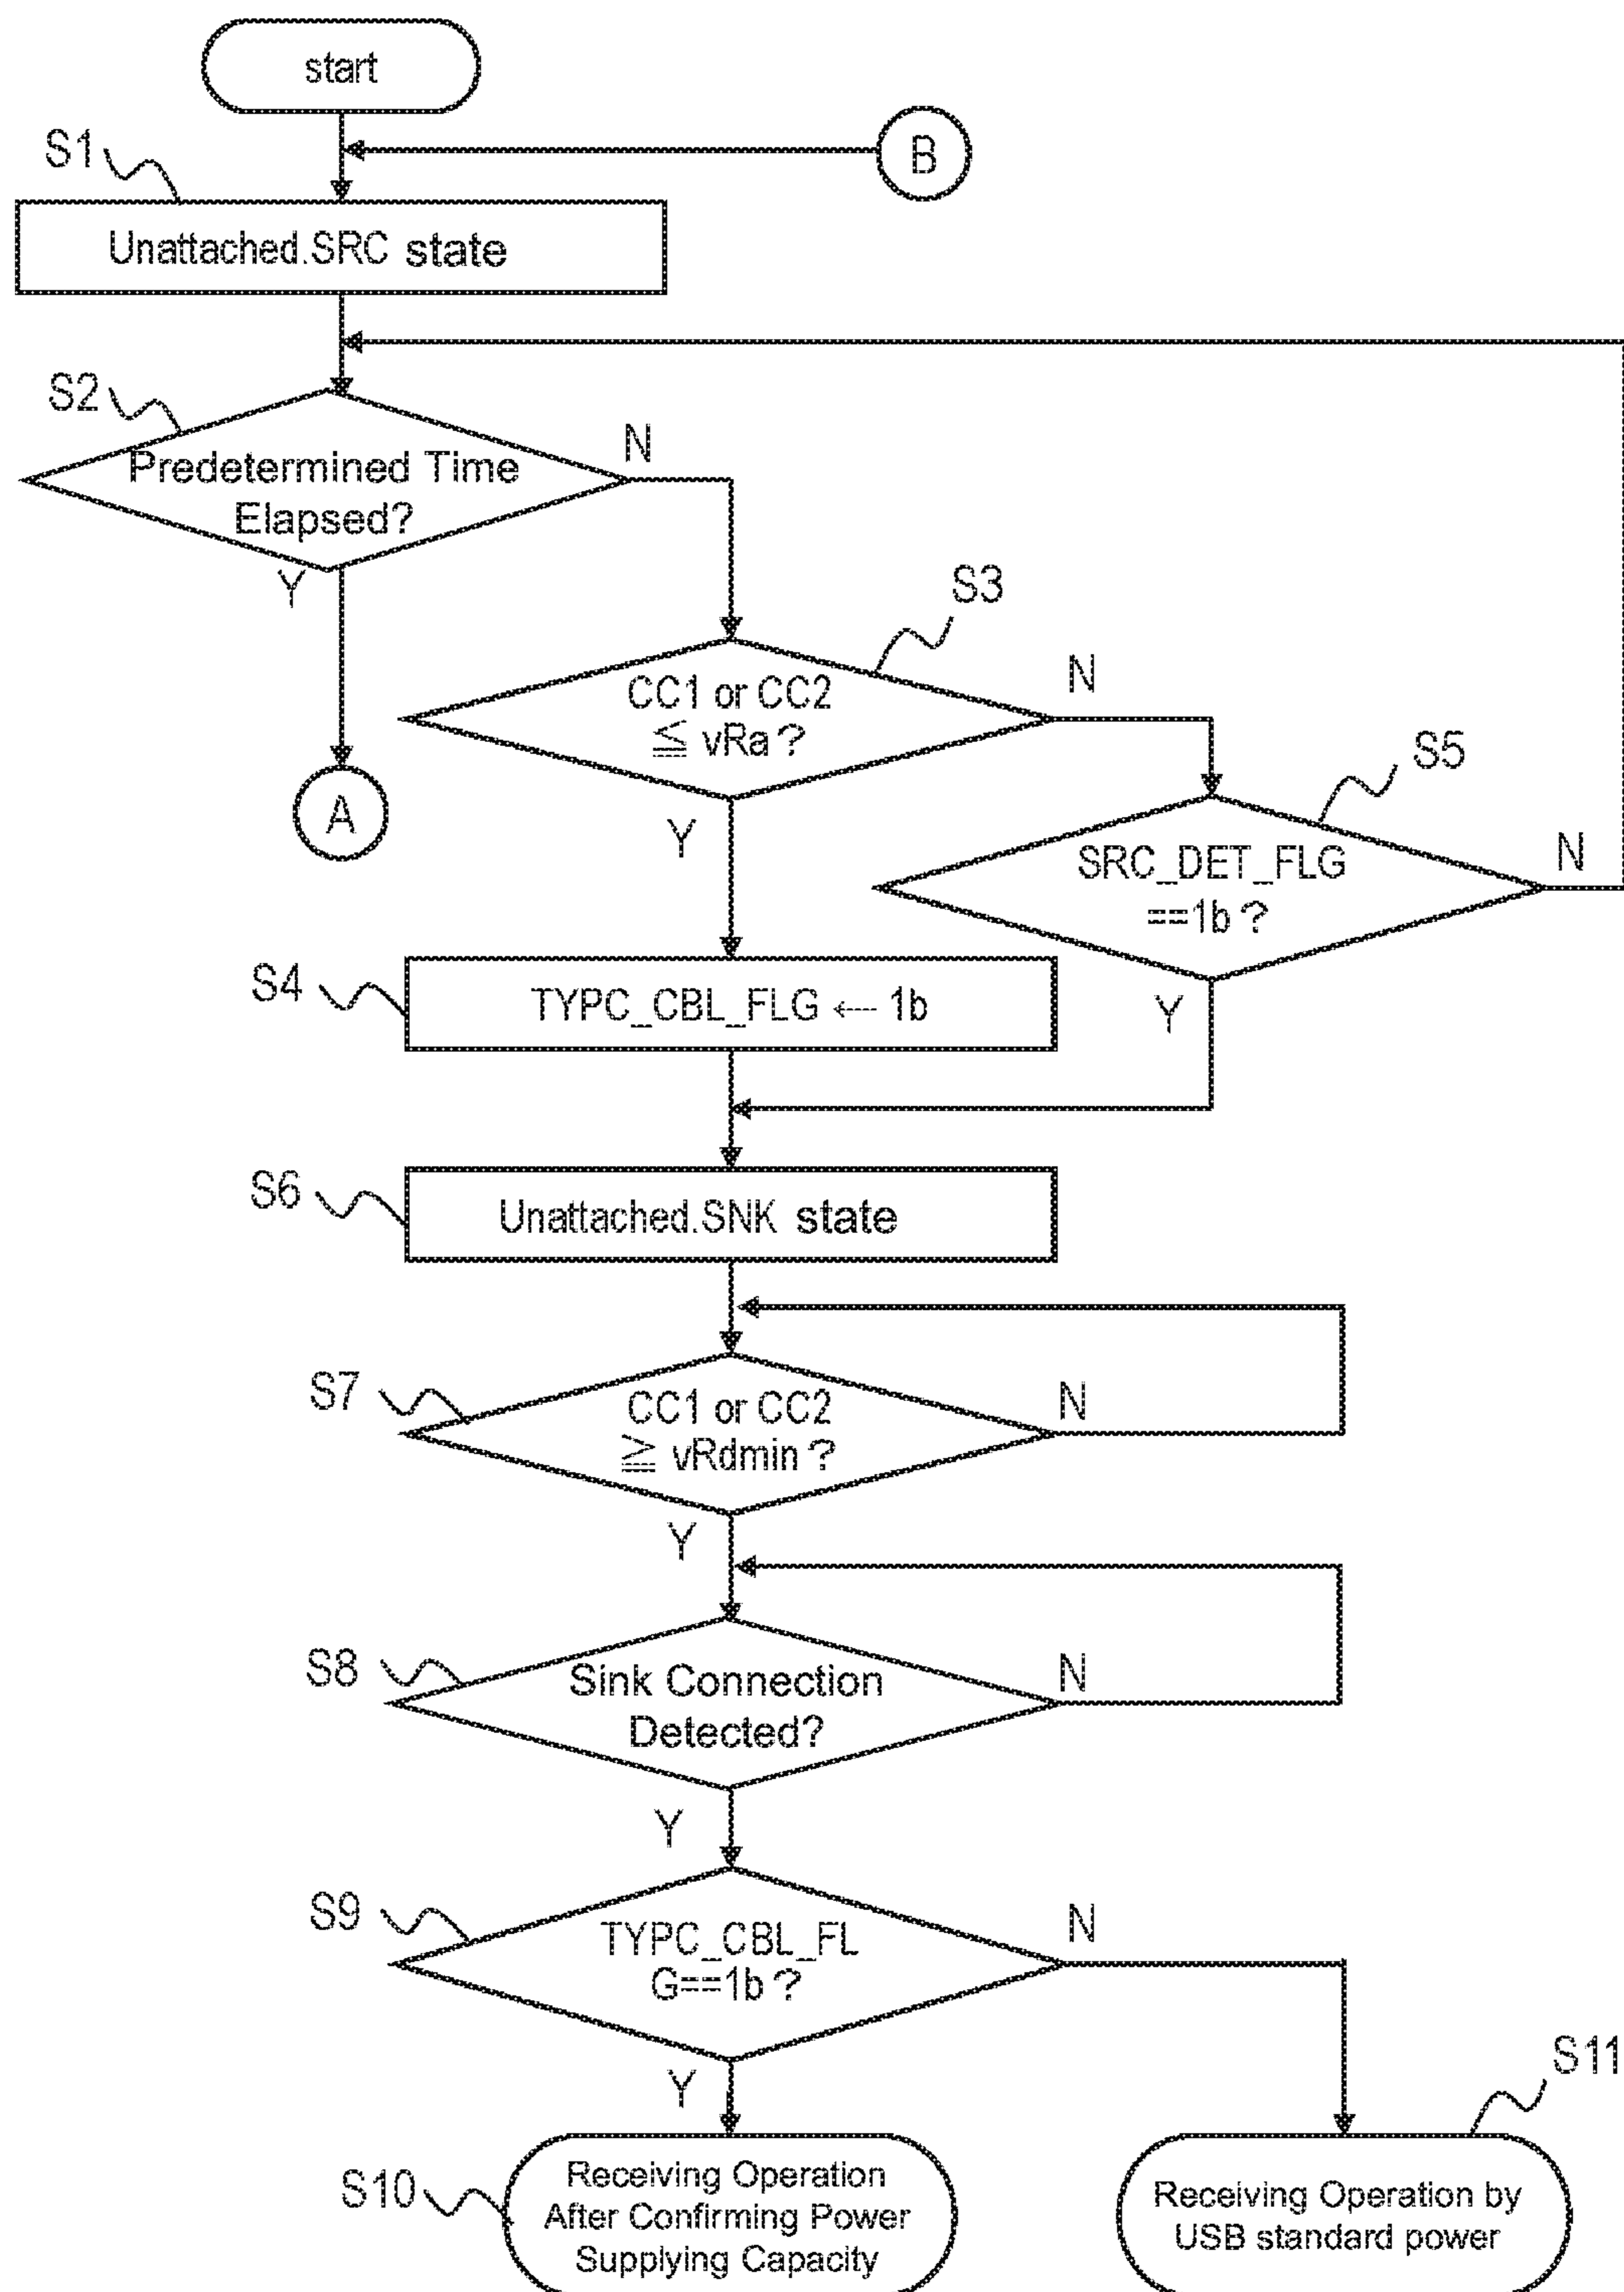 start
B
S1
Unattached.SRC state
S2
Predetermined Time
Elapsed?
N
Y
A
S3
CC1 or CC2
≦ vRa ?
N
Y
S5
SRC_DET_FLG
==1b ?
N
Y
S4
TYPC_CBL_FLG ← 1b
S6
Unattached.SNK state
S7
CC1 or CC2
≧ vRdmin ?
N
Y
S8
Sink Connection
Detected?
N
Y
S9
TYPC_CBL_FL
G==1b ?
N
Y
S10
Receiving Operation
After Confirming Power
Supplying Capacity
S11
Receiving Operation by
USB standard power